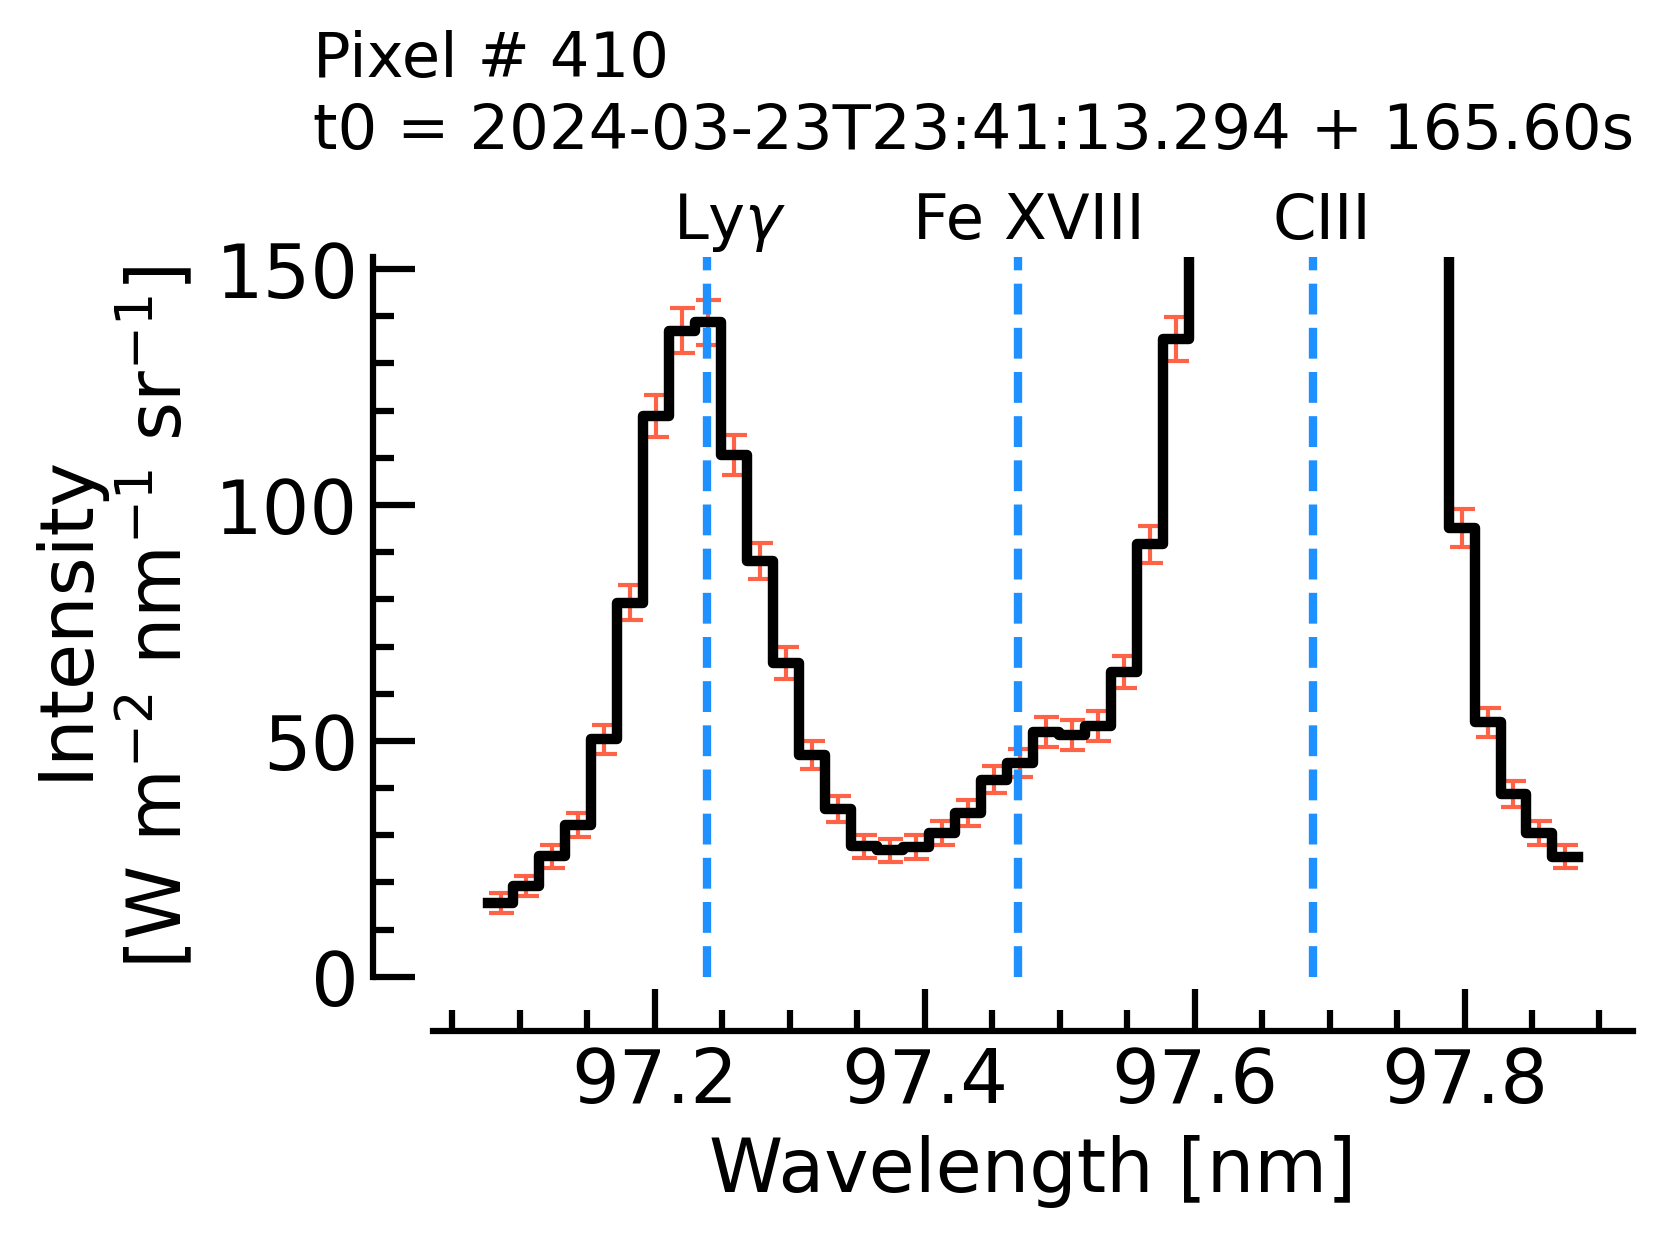 Pixel # 410
t0 = 2024-03-23T23:41:13.294 + 165.60s
Lyγ Fe XVIII CIII
150
100
50
0
Intensity
[W m⁻² nm⁻¹ sr⁻¹]
97.2 97.4 97.6 97.8
Wavelength [nm]